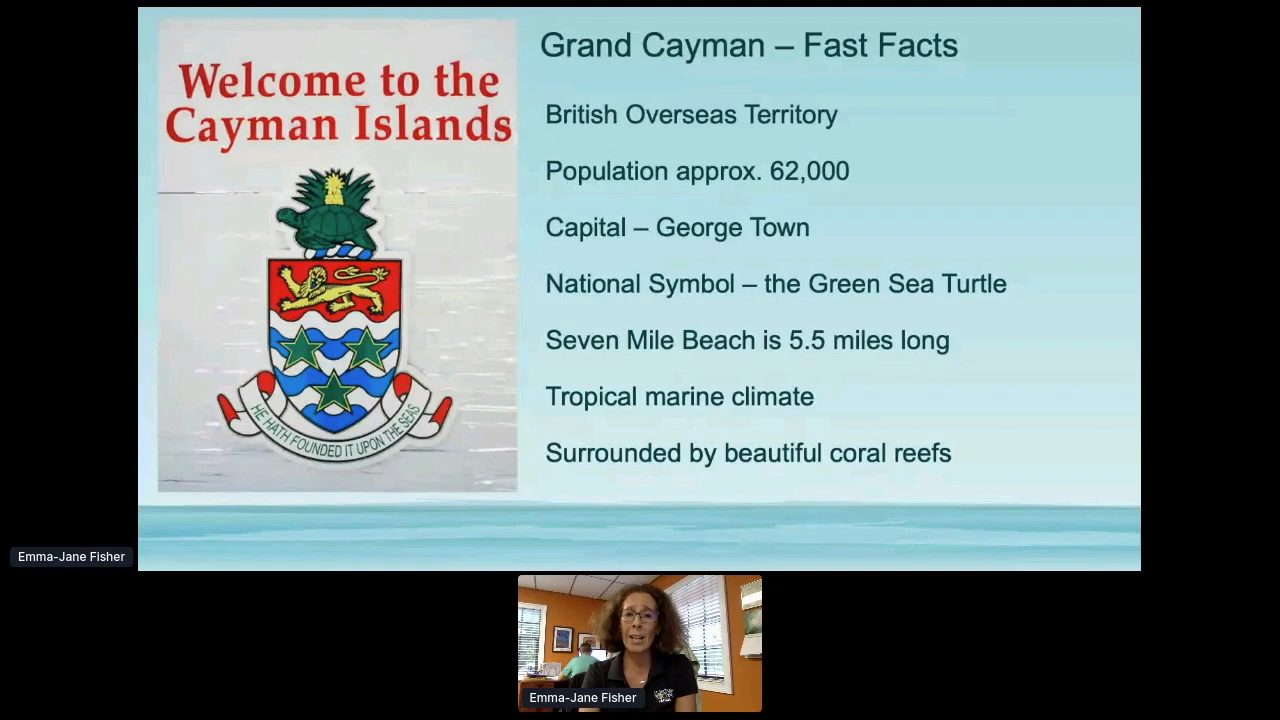 Welcome to the
Cayman Islands
HE HATH FOUNDED IT UPON THE SEAS
Grand Cayman – Fast Facts
British Overseas Territory
Population approx. 62,000
Capital – George Town
National Symbol – the Green Sea Turtle
Seven Mile Beach is 5.5 miles long
Tropical marine climate
Surrounded by beautiful coral reefs
Emma-Jane Fisher
Emma-Jane Fisher